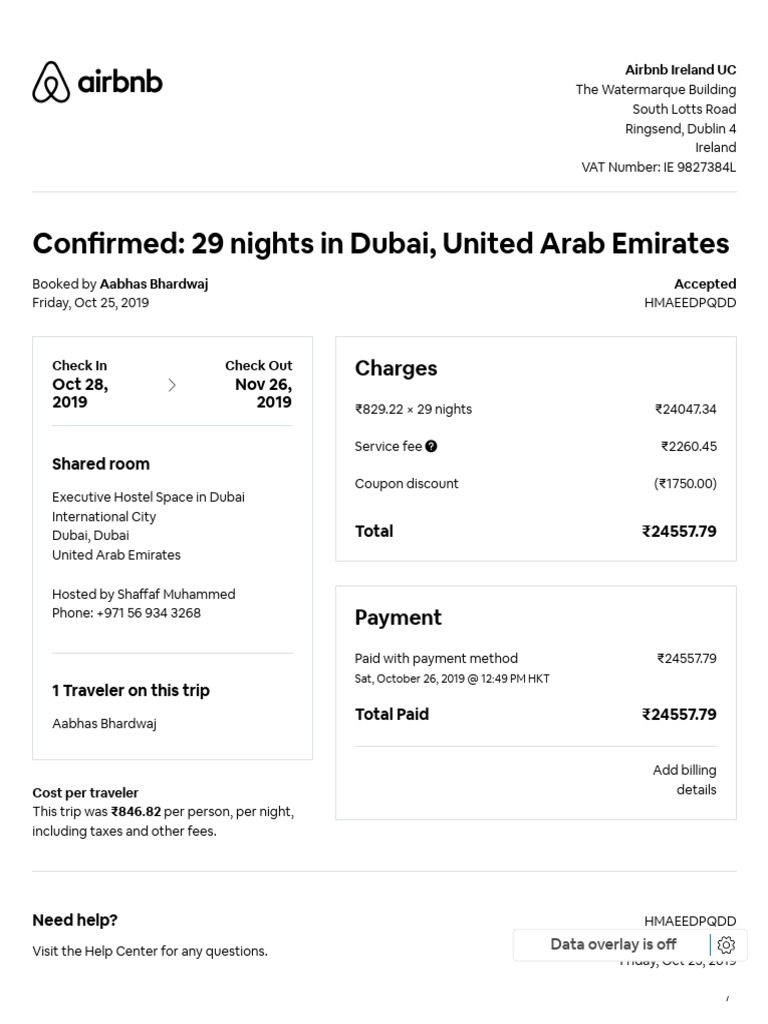 airbnb
Airbnb Ireland UC
The Watermarque Building
South Lotts Road
Ringsend, Dublin 4
Ireland
VAT Number: IE 9827384L
Confirmed: 29 nights in Dubai, United Arab Emirates
Booked by Aabhas Bhardwaj
Friday, Oct 25, 2019
Accepted
HMAEEDPQDD
Check In
Oct 28,
2019
Check Out
Nov 26,
2019
Shared room
Executive Hostel Space in Dubai
International City
Dubai, Dubai
United Arab Emirates
Hosted by Shaffaf Muhammed
Phone: +971 56 934 3268
1 Traveler on this trip
Aabhas Bhardwaj
Cost per traveler
This trip was ₹846.82 per person, per night,
including taxes and other fees.
Charges
₹829.22 × 29 nights ₹24047.34
Service fee ? ₹2260.45
Coupon discount (₹1750.00)
Total ₹24557.79
Payment
Paid with payment method ₹24557.79
Sat, October 26, 2019 @ 12:49 PM HKT
Total Paid ₹24557.79
Add billing
details
Need help?
Visit the Help Center for any questions.
HMAEEDPQDD
Data overlay is off
Friday, Oct 25, 2019